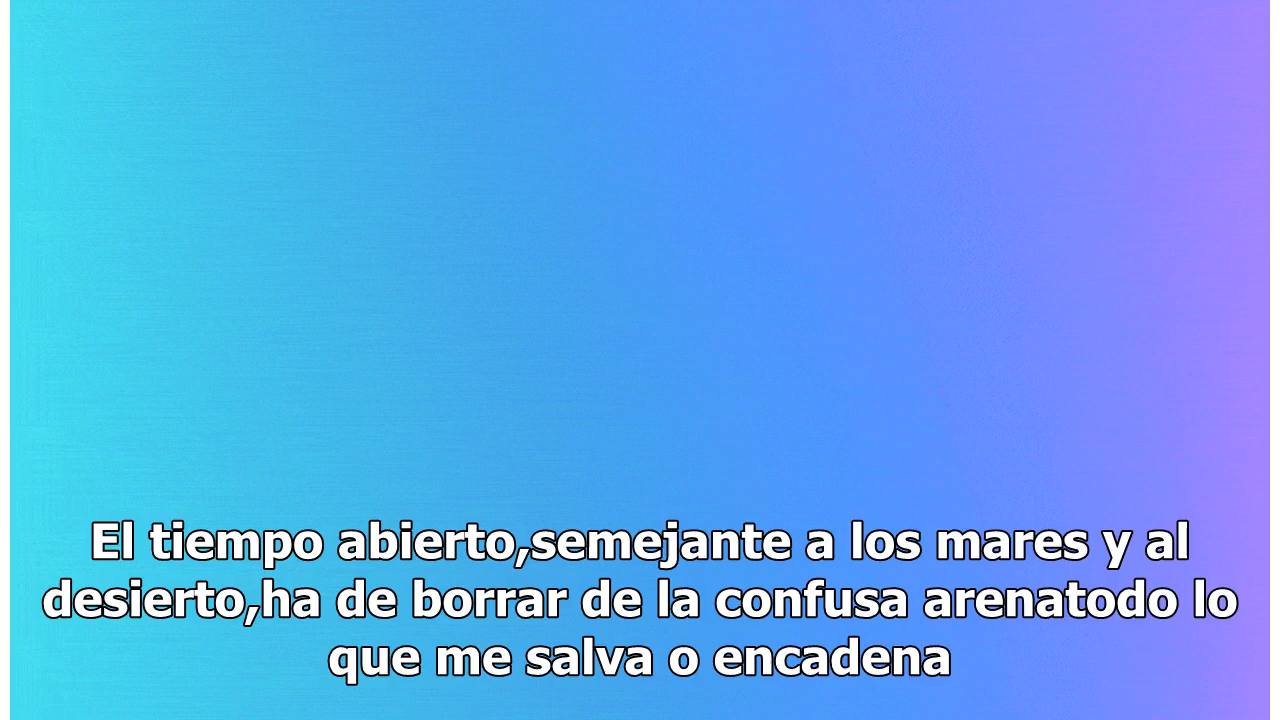 El tiempo abierto,semejante a los mares y al
desierto,ha de borrar de la confusa arenatodo lo
que me salva o encadena